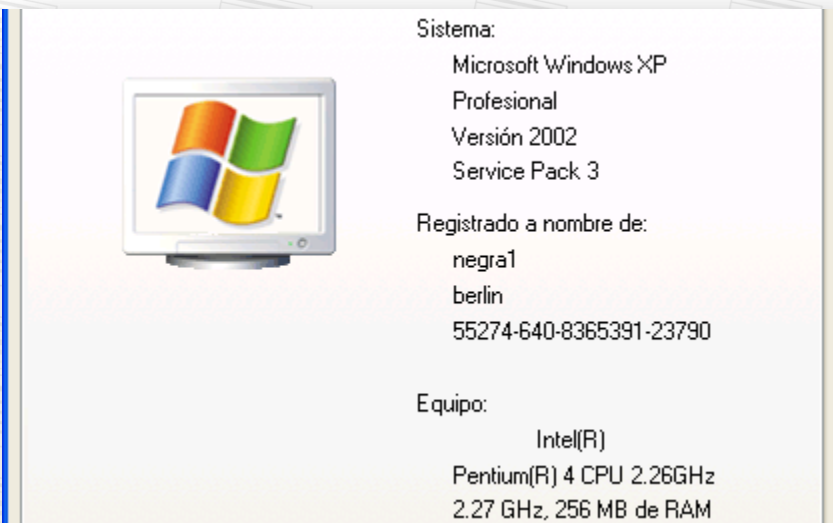 Sistema:
Microsoft Windows XP
Profesional
Versión 2002
Service Pack 3
Registrado a nombre de:
negra1
berlin
55274-640-8365391-23790
Equipo:
Intel(R)
Pentium(R) 4 CPU 2.26GHz
2.27 GHz, 256 MB de RAM